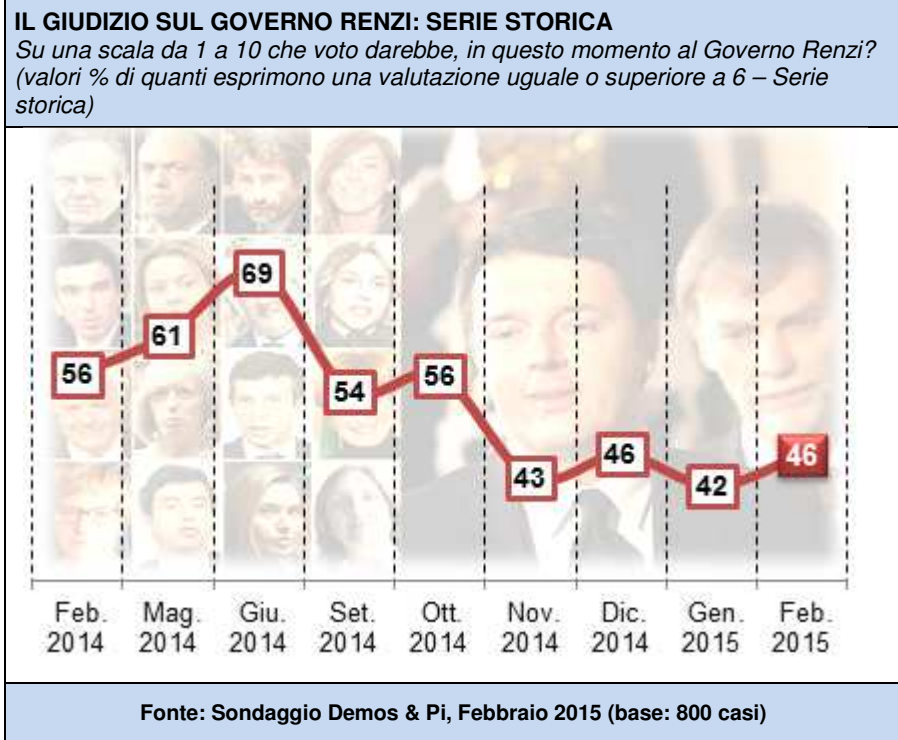 IL GIUDIZIO SUL GOVERNO RENZI: SERIE STORICA
Su una scala da 1 a 10 che voto darebbe, in questo momento al Governo Renzi?
(valori % di quanti esprimono una valutazione uguale o superiore a 6 – Serie
storica)
69
61
56
54
56
43
46
42
46
Feb. Mag. Giu. Set. Ott. Nov. Dic. Gen. Feb.
2014 2014 2014 2014 2014 2014 2014 2015 2015
Fonte: Sondaggio Demos & Pi, Febbraio 2015 (base: 800 casi)